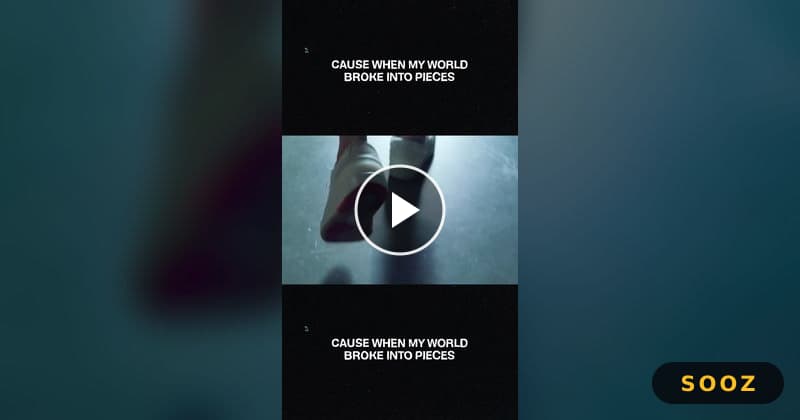 CAUSE WHEN MY WORLD
BROKE INTO PIECES
CAUSE WHEN MY WORLD
BROKE INTO PIECES
SOOZ